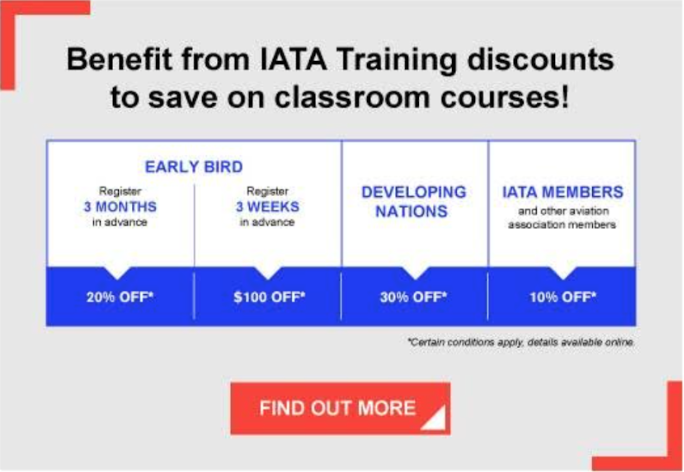 Benefit from IATA Training discounts
to save on classroom courses!
EARLY BIRD
Register
3 MONTHS
in advance
Register
3 WEEKS
in advance
DEVELOPING
NATIONS
IATA MEMBERS
and other aviation
association members
20% OFF*
$100 OFF*
30% OFF*
10% OFF*
*Certain conditions apply, details available online.
FIND OUT MORE